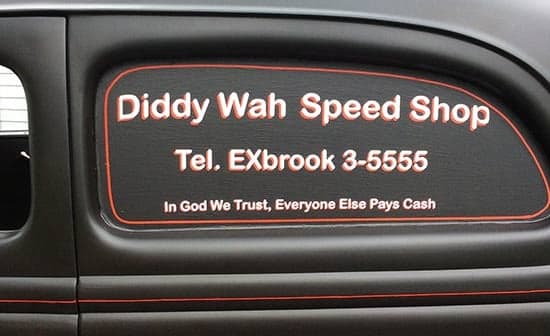 Diddy Wah Speed Shop
Tel. EXbrook 3-5555
In God We Trust, Everyone Else Pays Cash